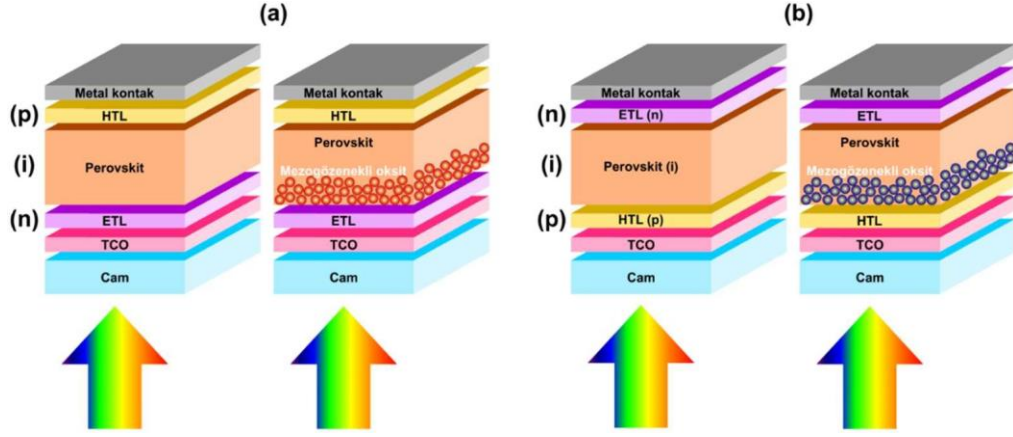 (a)
Metal kontak
(p)
HTL
(i)
Perovskit
(n)
ETL
TCO
Cam
Metal kontak
HTL
Perovskit
Mezogözenekli oksit
ETL
TCO
Cam
(b)
Metal kontak
(n)
ETL (n)
(i)
Perovskit (i)
(p)
HTL (p)
TCO
Cam
Metal kontak
ETL
Perovskit
Mezogözenekli oksit
HTL
TCO
Cam